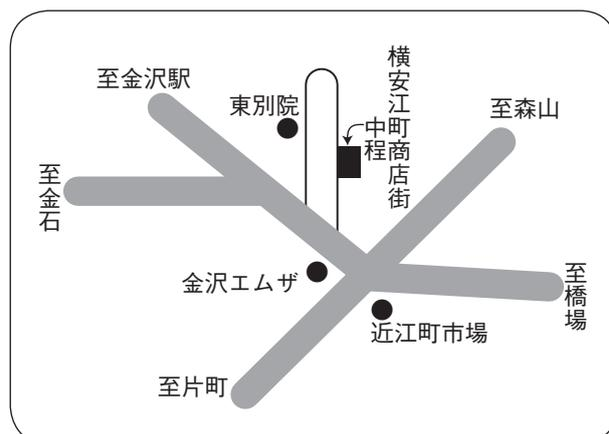 至金沢駅
東別院
横安江町商店街
中程
至森山
至金石
金沢エムザ
至橋場
近江町市場
至片町